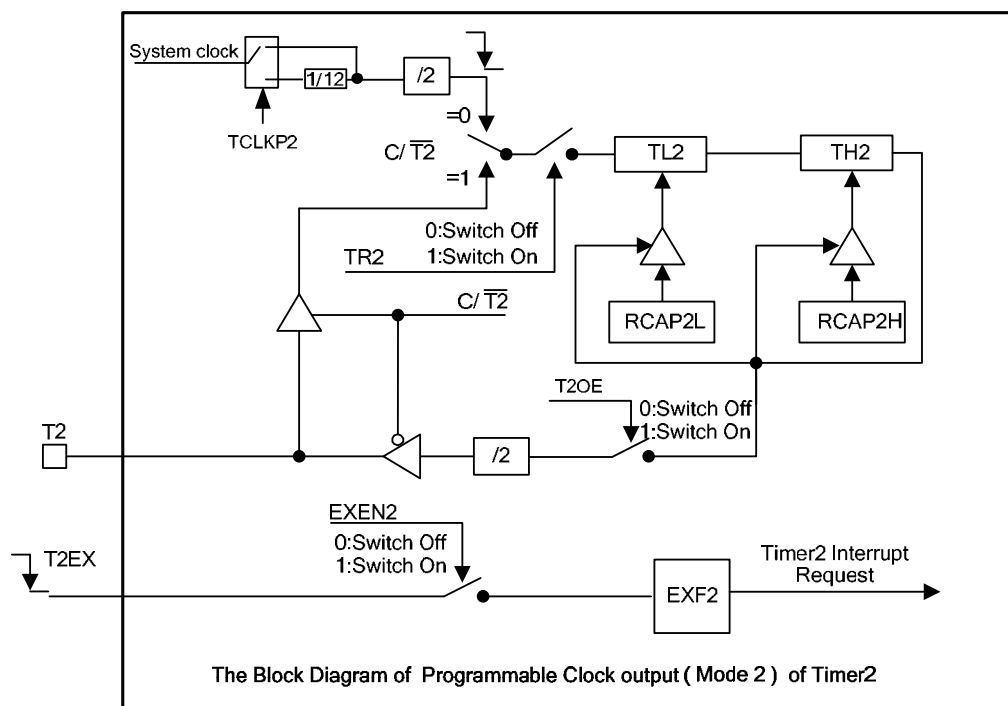 System clock
1/12
/2
TCLKP2
=0
C/ T2
=1
TL2
TH2
0:Switch Off
TR2
1:Switch On
C/ T2
RCAP2L
RCAP2H
T2OE
0:Switch Off
1:Switch On
T2
/2
EXEN2
0:Switch Off
1:Switch On
T2EX
EXF2
Timer2 Interrupt
Request
The Block Diagram of Programmable Clock output ( Mode 2 ) of Timer2